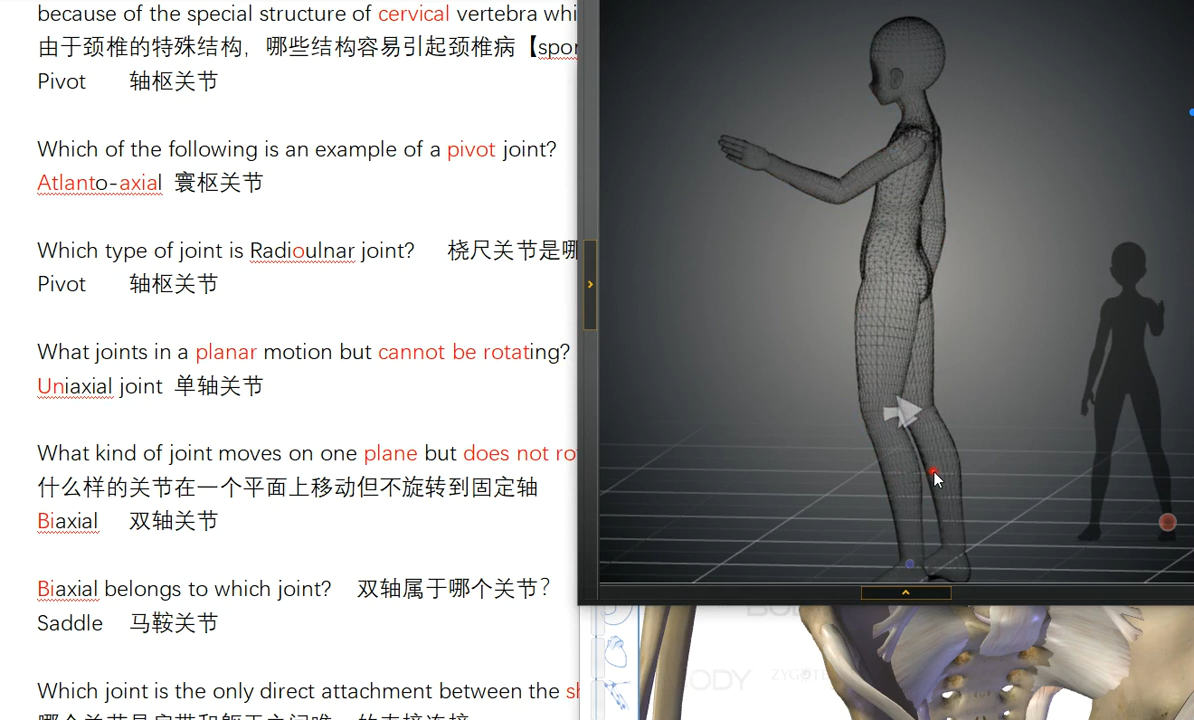 because of the special structure of cervical vertebra whi
由于颈椎的特殊结构，哪些结构容易引起颈椎病【spor
Pivot 轴枢关节
Which of the following is an example of a pivot joint?
Atlanto-axial 寰枢关节
Which type of joint is Radioulnar joint? 桡尺关节是哪
Pivot 轴枢关节
What joints in a planar motion but cannot be rotating?
Uniaxial joint 单轴关节
What kind of joint moves on one plane but does not ro
什么样的关节在一个平面上移动但不旋转到固定轴
Biaxial 双轴关节
Biaxial belongs to which joint? 双轴属于哪个关节？
Saddle 马鞍关节
Which joint is the only direct attachment between the sh
BODY ZYGOTE